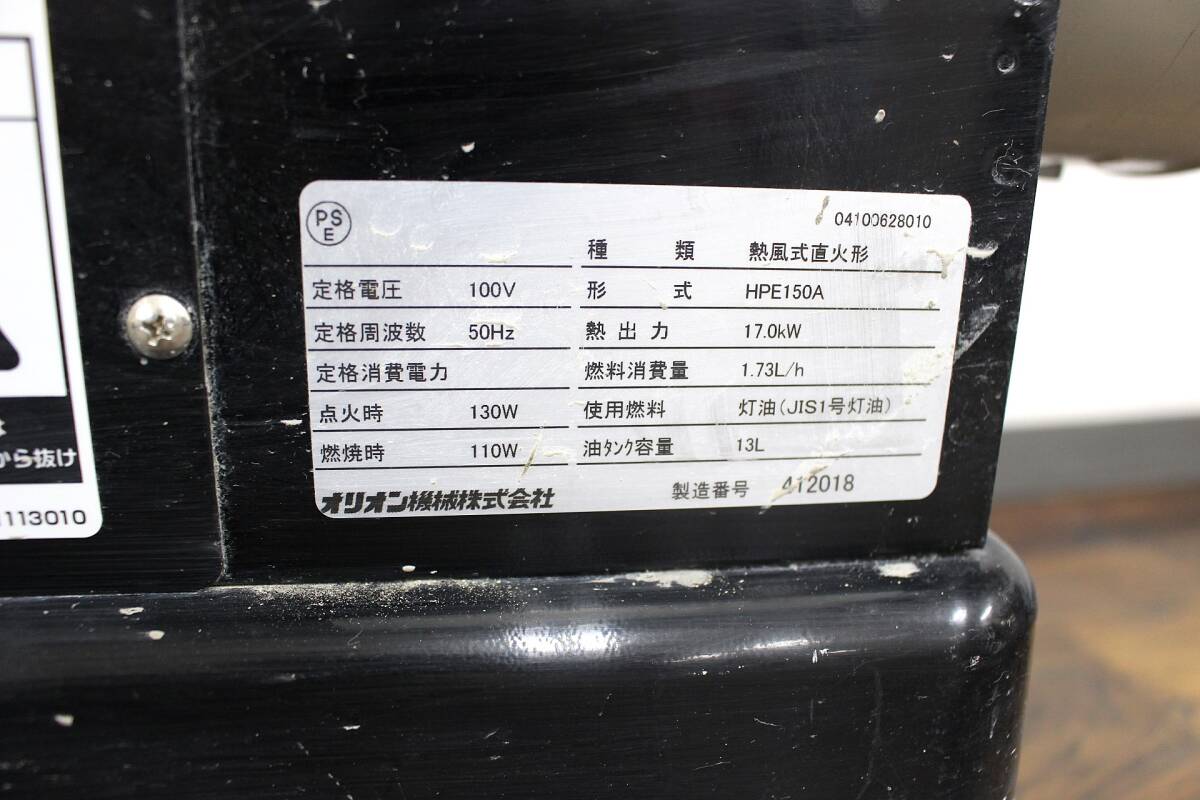 PS
E
04100628010
種類 熱風式直火形
定格電圧 100V 形式 HPE150A
定格周波数 50Hz 熱出力 17.0kW
定格消費電力 燃料消費量 1.73L/h
点火時 130W 使用燃料 灯油(JIS1号灯油)
燃焼時 110W 油タンク容量 13L
オリオン機械株式会社 製造番号 412018
から抜け
113010